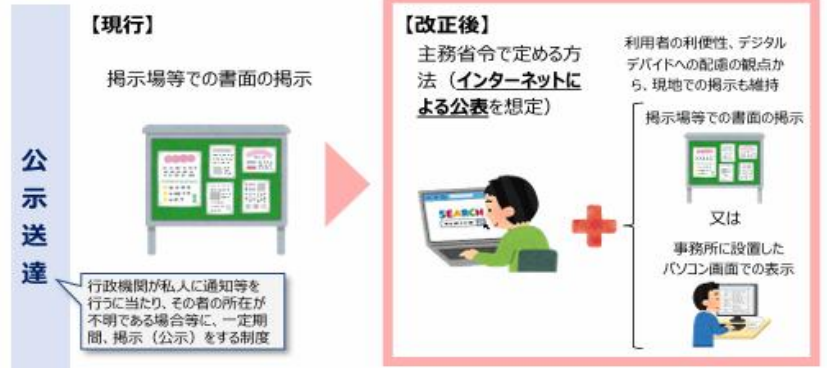 公示送達
【現行】
掲示場等での書面の掲示
行政機関が私人に通知等を
行うに当たり、その者の所在が
不明である場合等に、一定期
間、掲示（公示）をする制度
【改正後】
主務省令で定める方
法（インターネットに
よる公表を想定）
SEARCH
利用者の利便性、デジタル
デバイドへの配慮の観点か
ら、現地での掲示も維持
掲示場等での書面の掲示
又は
事務所に設置した
パソコン画面での表示